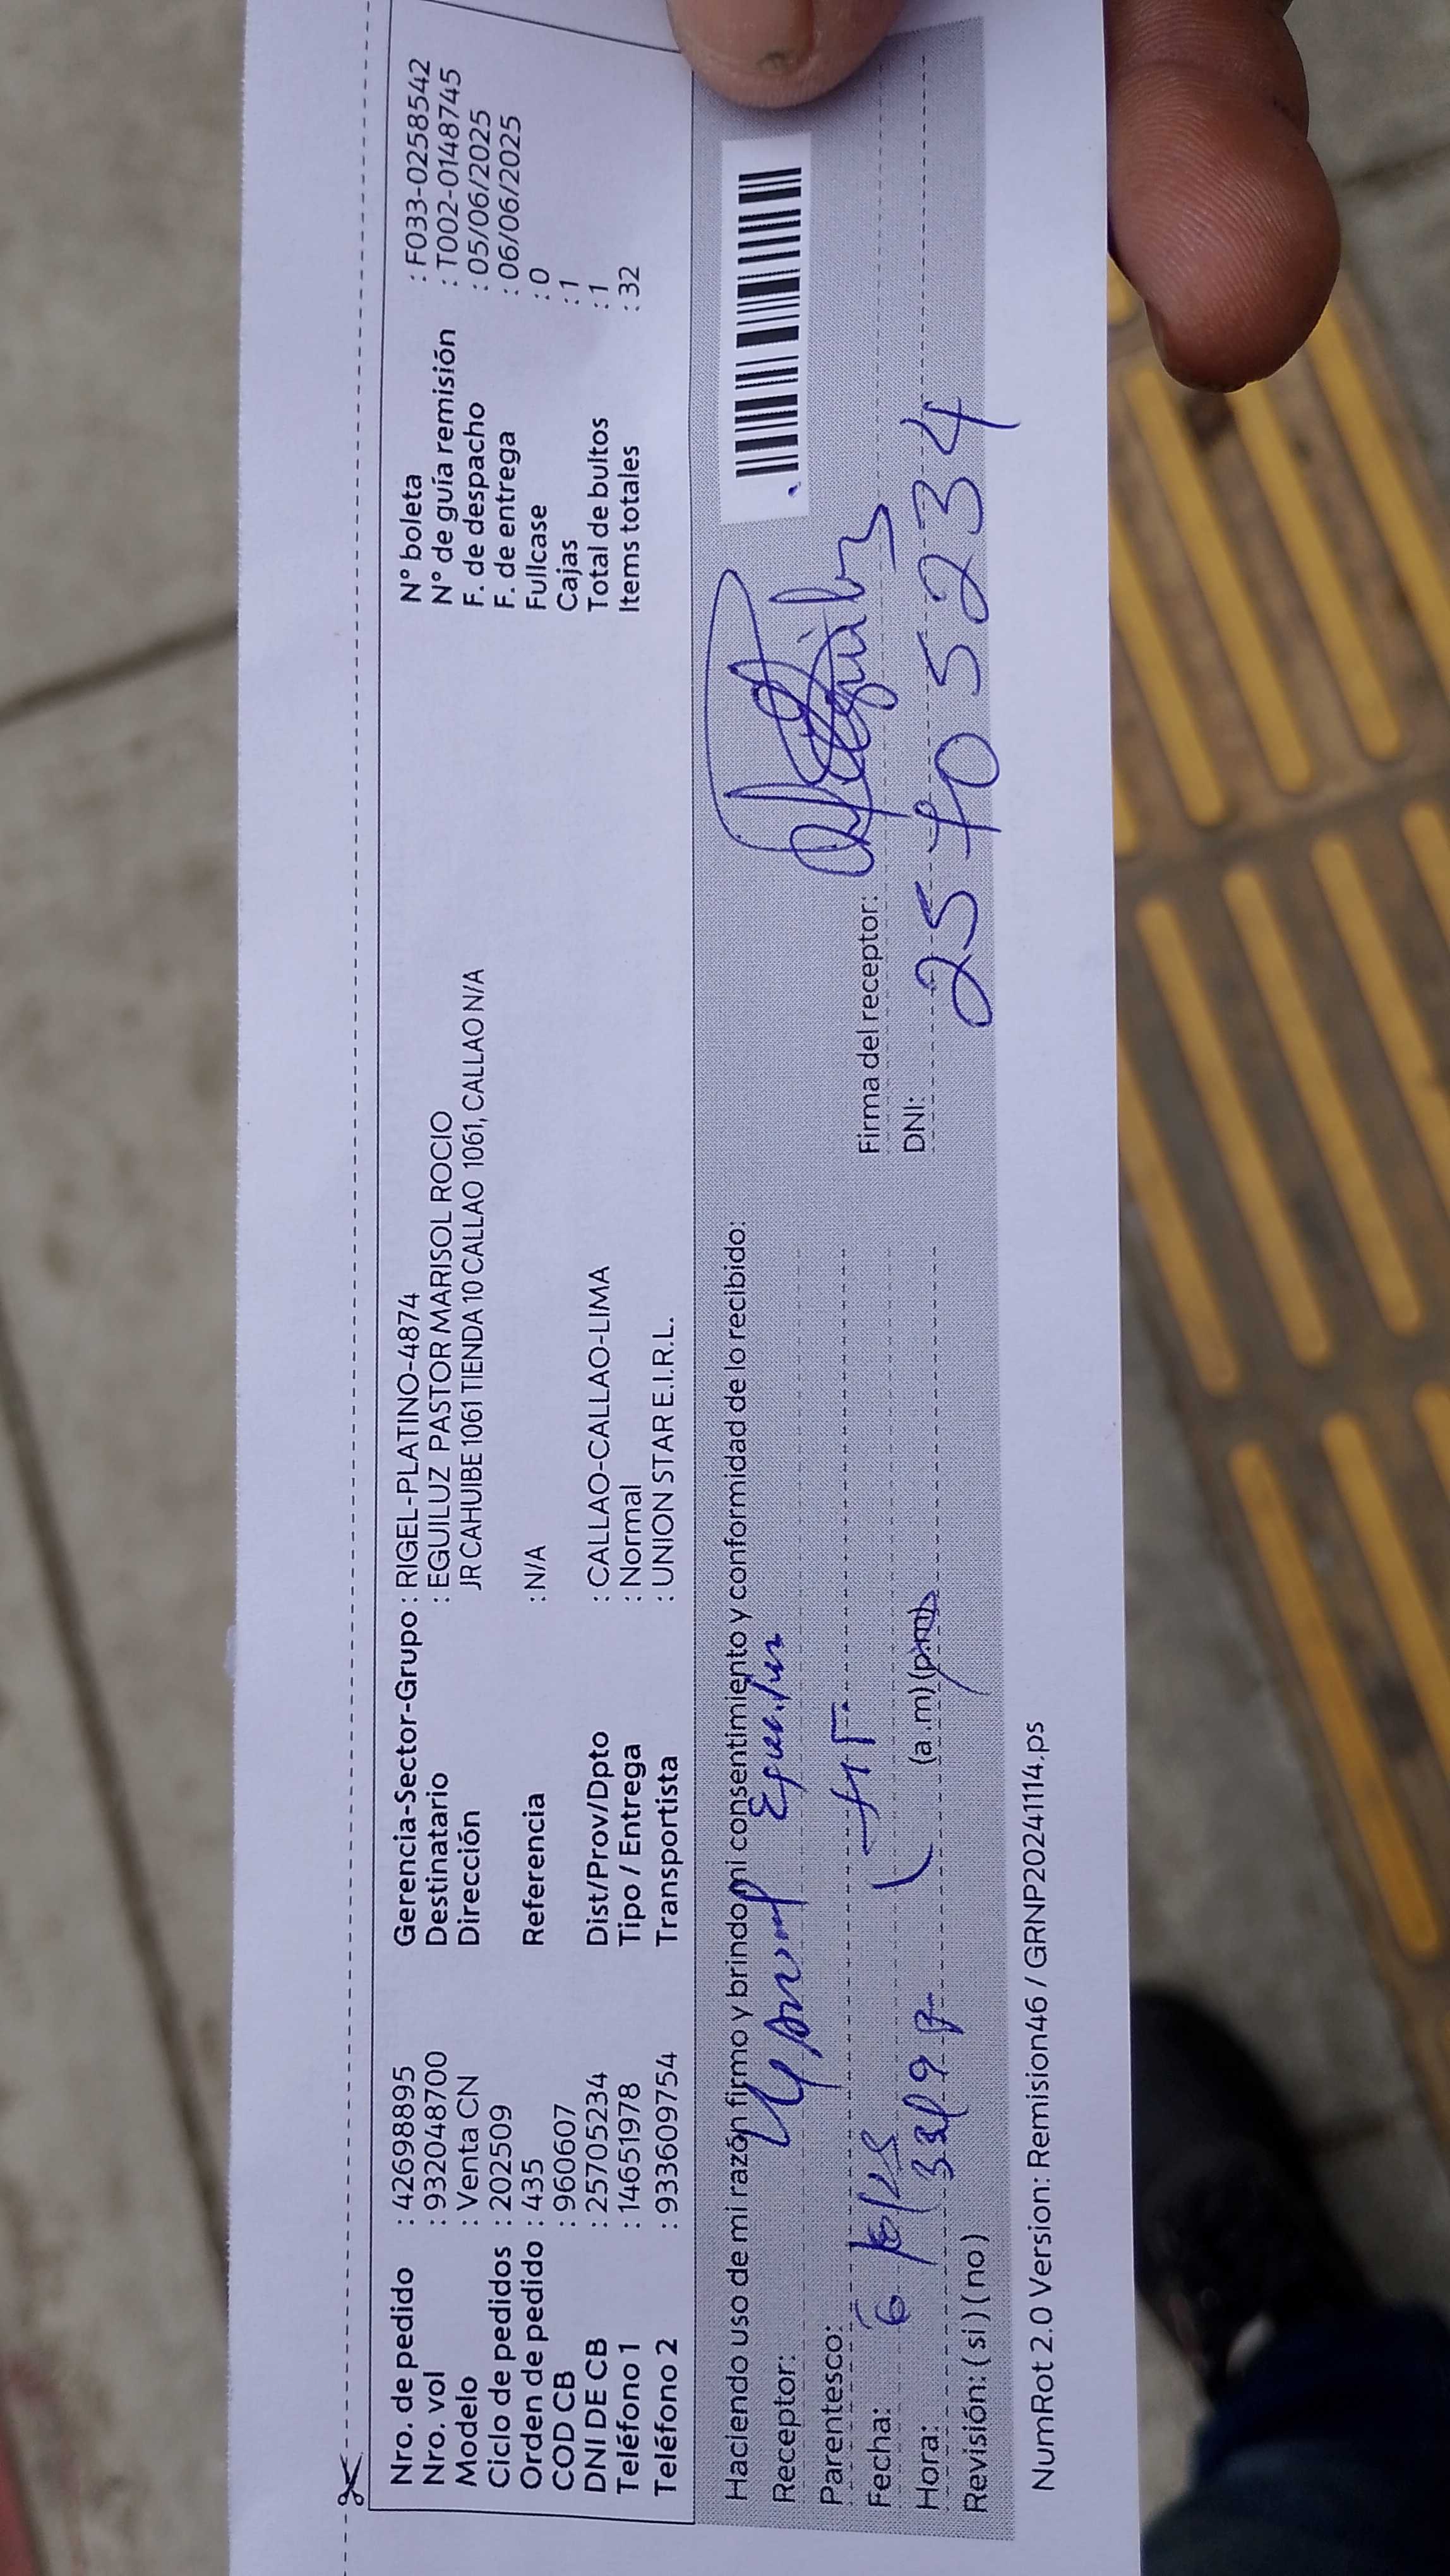 Nro. de pedido : 42698895 Gerencia-Sector-Grupo : RIGEL-PLATINO-4874 N° boleta : F033-0258542
Nro. vol : 932048700 Destinatario : EGUILUZ PASTOR MARISOL ROCIO N° de guía remisión : T002-0148745
Modelo : Venta CN Dirección JR CAHUIBE 1061 TIENDA 10 CALLAO 1061, CALLAO N/A F. de despacho : 05/06/2025
Ciclo de pedidos : 202509 F. de entrega : 06/06/2025
Orden de pedido : 435 Referencia : N/A Fullcase : 0
COD CB : 960607 Cajas : 1
DNI DE CB : 25705234 Dist/Prov/Dpto : CALLAO-CALLAO-LIMA Total de bultos : 1
Teléfono 1 : 14651978 Tipo / Entrega : Normal Items totales : 32
Teléfono 2 : 933609754 Transportista : UNION STAR E.I.R.L.
Haciendo uso de mi razón firmo y brindo mi consentimiento y conformidad de lo recibido:
Receptor:
Parentesco:
Fecha: Firma del receptor:
Hora: (a.m) (p.m) DNI: 25705234
Revisión: ( si ) ( no )
NumRot 2.0 Version: Remision46 / GRNP20241114.ps